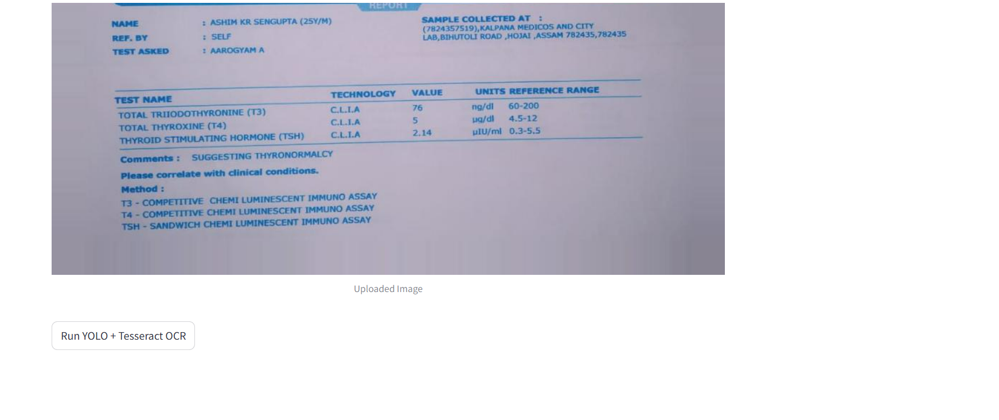 REPORT
NAME : ASHIM KR SENGUPTA (25Y/M)
REF. BY : SELF
TEST ASKED : AAROGYAM A
SAMPLE COLLECTED AT :
(7824357519),KALPANA MEDICOS AND CITY
LAB,BIHUTOLI ROAD ,HOJAI ,ASSAM 782435,782435
TEST NAME TECHNOLOGY VALUE UNITS REFERENCE RANGE
TOTAL TRIIODOTHYRONINE (T3) C.L.I.A 76 ng/dl 60-200
TOTAL THYROXINE (T4) C.L.I.A 5 µg/dl 4.5-12
THYROID STIMULATING HORMONE (TSH) C.L.I.A 2.14 µIU/ml 0.3-5.5
Comments : SUGGESTING THYRONORMALCY
Please correlate with clinical conditions.
Method :
T3 - COMPETITIVE CHEMI LUMINESCENT IMMUNO ASSAY
T4 - COMPETITIVE CHEMI LUMINESCENT IMMUNO ASSAY
TSH - SANDWICH CHEMI LUMINESCENT IMMUNO ASSAY
Uploaded Image
Run YOLO + Tesseract OCR